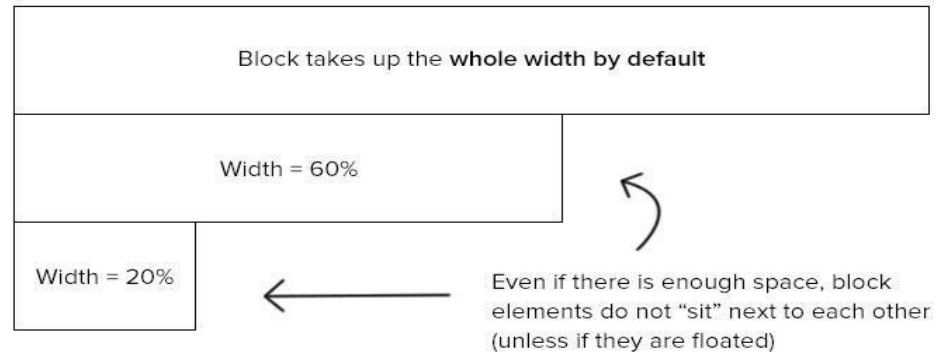 Block takes up the whole width by default
Width = 60%
Width = 20%
Even if there is enough space, block
elements do not “sit” next to each other
(unless if they are floated)